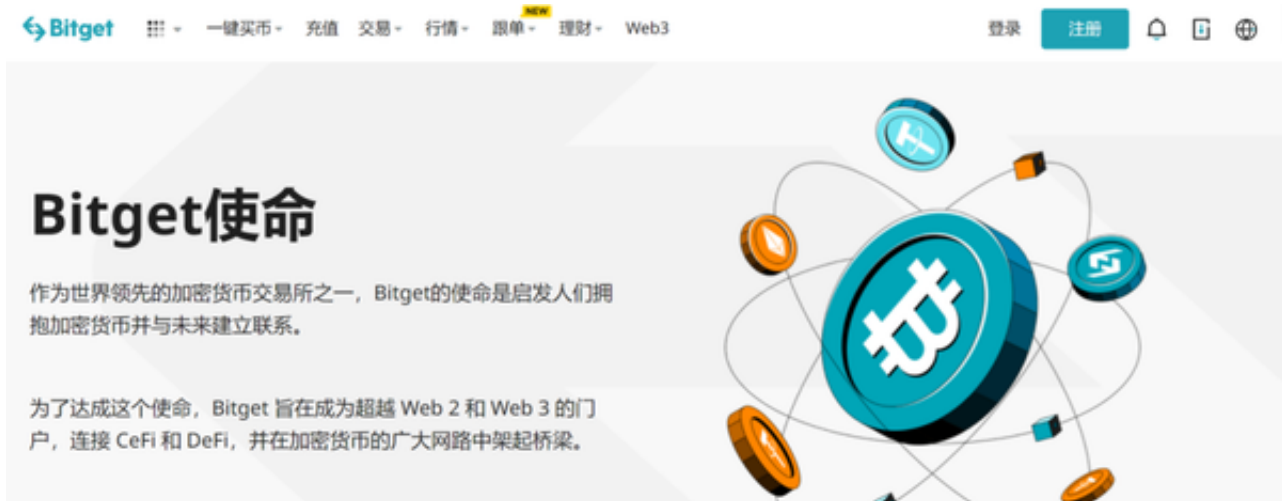 Bitget 一键买币 充值 交易 行情 跟单 NEW 理财 Web3 登录 注册
Bitget使命
作为世界领先的加密货币交易所之一，Bitget的使命是启发人们拥
抱加密货币并与未来建立联系。
为了达成这个使命，Bitget 旨在成为超越 Web 2 和 Web 3 的门
户，连接 CeFi 和 DeFi，并在加密货币的广大网路中架起桥梁。